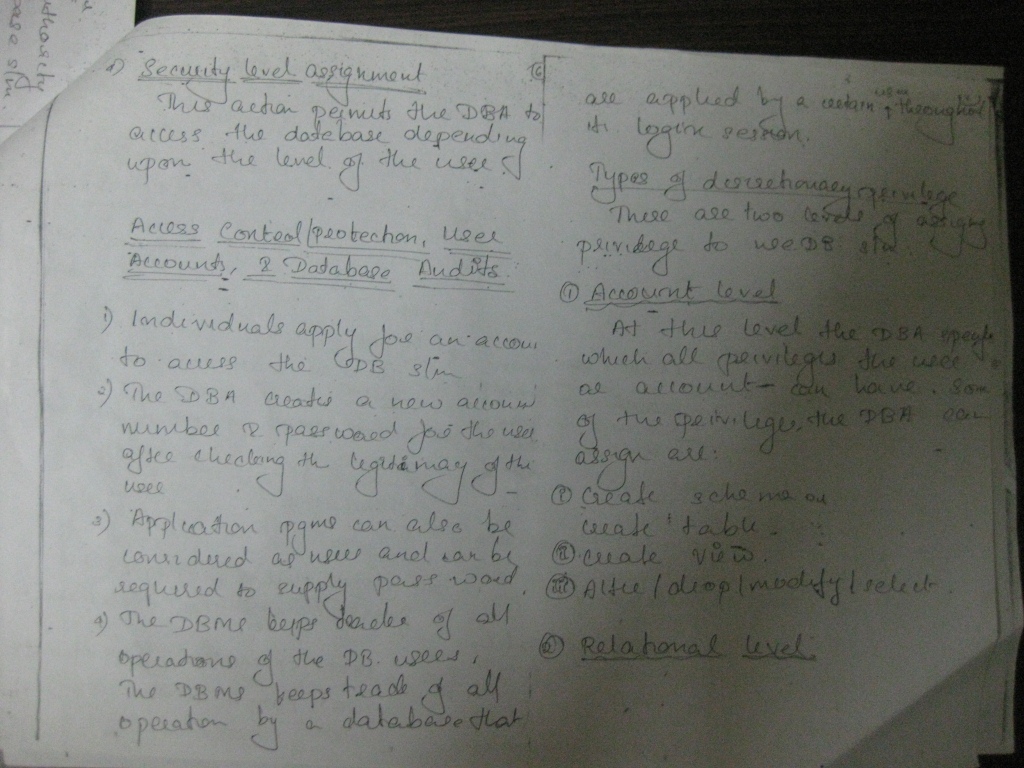 d) Security level assignment
This action permits the DBA to
access the database depending
upon the level of the user.
Access Control/protection, User
Accounts, & Database Audits.
1) Individuals apply for an accou
to access the DB s/m
2) The DBA creates a new accoun
number & password for the user
after checking th legitimacy of the
user
3) Application pgms can also be
considered as users and can be
required to supply password.
4) The DBMS keeps track of all
operations of the DB. users,
The DBMS keeps track of all
operation by a database that
16
are applied by a certain user throughout
its login session.
Types of discretionary privilege
There are two levels of assigng
privilege to use DB s/m
① Account level
At this level the DBA specify
which all privileges the user
or account can have. Som
of the privileges, the DBA can
assign are:
(i) Create schema or
create table.
(ii) create view.
(iii) Alter/drop/modify/select.
② Relational level.
uthority
base s/m.